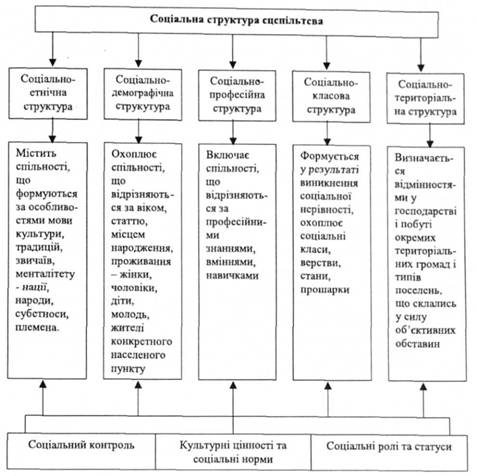 Соціальна структура сцспільтєва
Соціально-
етнічна
структура
Соціально-
демографічна
струкутура
Соціально-
професійна
структура
Соціально-
класова
структура
Соціально-
територіаль-
на структура
Містить
спільності,
що
формуються
за особливо-
стями мови
культури,
традицій,
звичаїв,
менталітету
- нації,
народи,
субетноси,
племена.
Охоплює
спільності,
що
відрізняють-
ся за віком,
статтю,
місцем
народження,
проживання
– жінки,
чоловіки,
діти,
молодь,
жителі
конкретного
населеного
пункту
Включає
спільності,
що
відрізняють-
ся за
професійни-
ми
знаннями,
вміннями,
навичками
Формується
у результаті
виникнення
соціальної
нерівності,
охоплює
соціальні
класи,
верстви,
стани,
прошарки
Визначаєть-
ся
відмінностя-
ми у
господарстві
і побуті
окремих
територіаль-
них громад і
типів
поселень,
що склались
у силу
об'єктивних
обставин
Соціальний контроль
Культурні цінності та
соціальні норми
Соціальні ролі та статуси